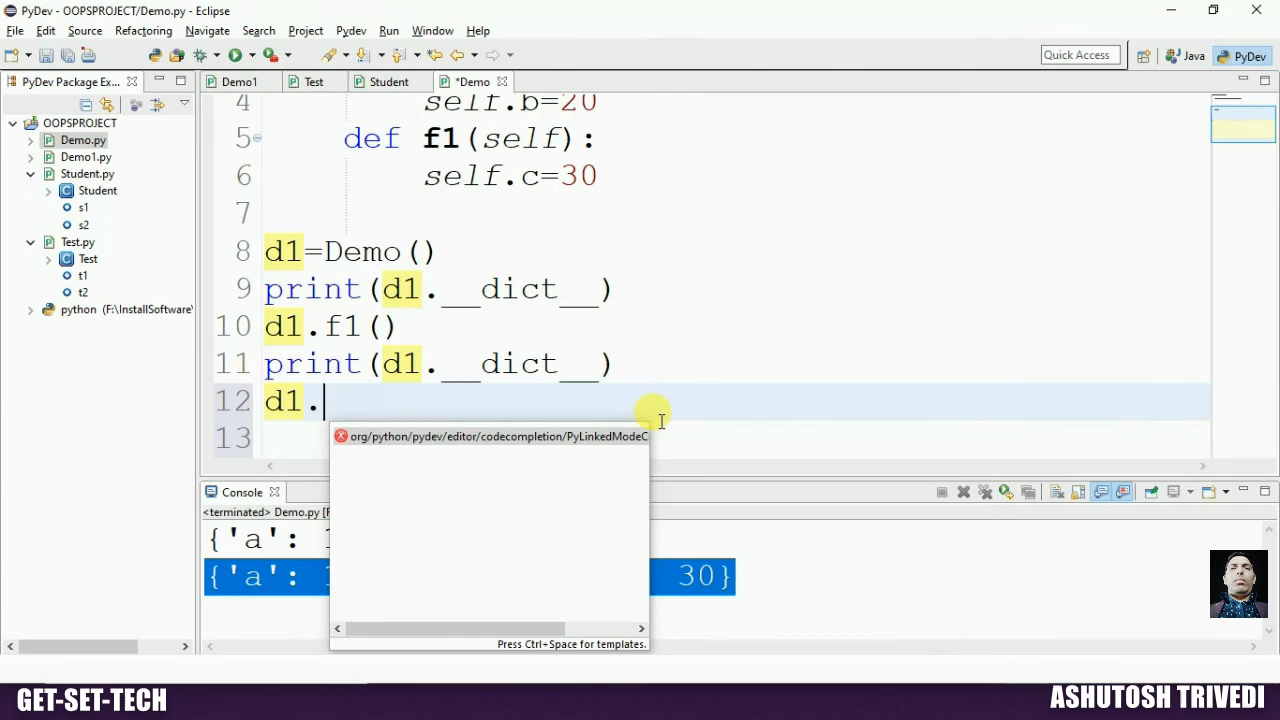 PyDev - OOPSPROJECT/Demo.py - Eclipse
File Edit Source Refactoring Navigate Search Project Pydev Run Window Help
Quick Access Java PyDev
PyDev Package Ex... Demo1 Test Student *Demo
OOPSPROJECT
Demo.py
Demo1.py
Student.py
Student
s1
s2
Test.py
Test
t1
t2
python (F:\InstallSoftware\
4 self.b=20
5 def f1(self):
6 self.c=30
7
8 d1=Demo()
9 print(d1.__dict__)
10 d1.f1()
11 print(d1.__dict__)
12 d1.
13
org/python/pydev/editor/codecompletion/PyLinkedModeC
Press Ctrl+Space for templates.
Console
<terminated> Demo.py [
{'a':
{'a': 30}
GET-SET-TECH
ASHUTOSH TRIVEDI